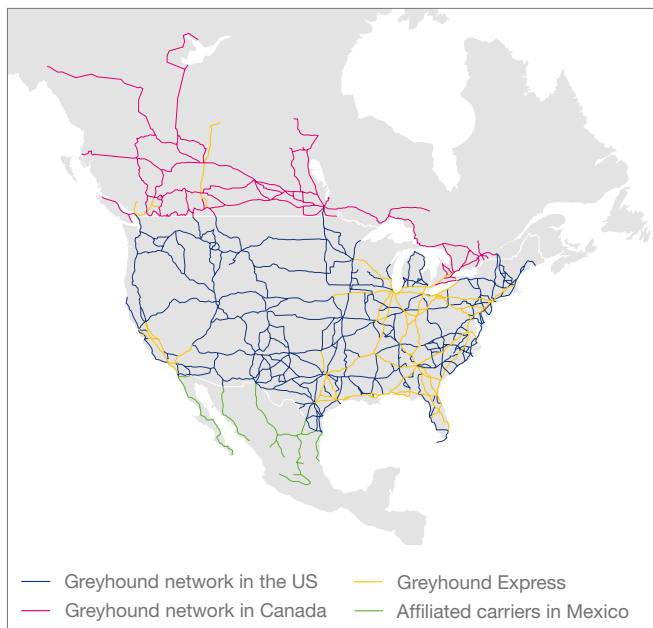 Greyhound network in the US
Greyhound Express
Greyhound network in Canada
Affiliated carriers in Mexico